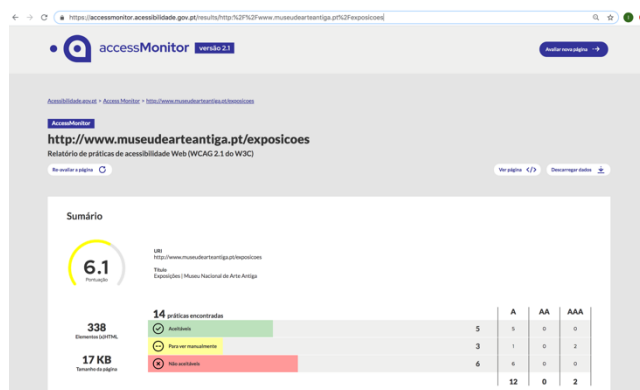 https://accessmonitor.acessibilidade.gov.pt/results/http:%2F%2Fwww.museudearteantiga.pt%2Fexposicoes
accessMonitor versão 2.1
Avaliar nova página
Acessibilidade.gov.pt > Access Monitor > http://www.museudearteantiga.pt/exposicoes
AccessMonitor
http://www.museudearteantiga.pt/exposicoes
Relatório de práticas de acessibilidade Web (WCAG 2.1 do W3C)
Re-avaliar a página
Ver página </>
Descarregar dados
Sumário
6.1
Pontuação
URI
http://www.museudearteantiga.pt/exposicoes
Título
Exposições | Museu Nacional de Arte Antiga
14 práticas encontradas
A AA AAA
338
Elementos (x)HTML
17 KB
Tamanho da página
Aceitáveis 5 5 0 0
Para ver manualmente 3 1 0 2
Não aceitáveis 6 6 0 0
12 0 2